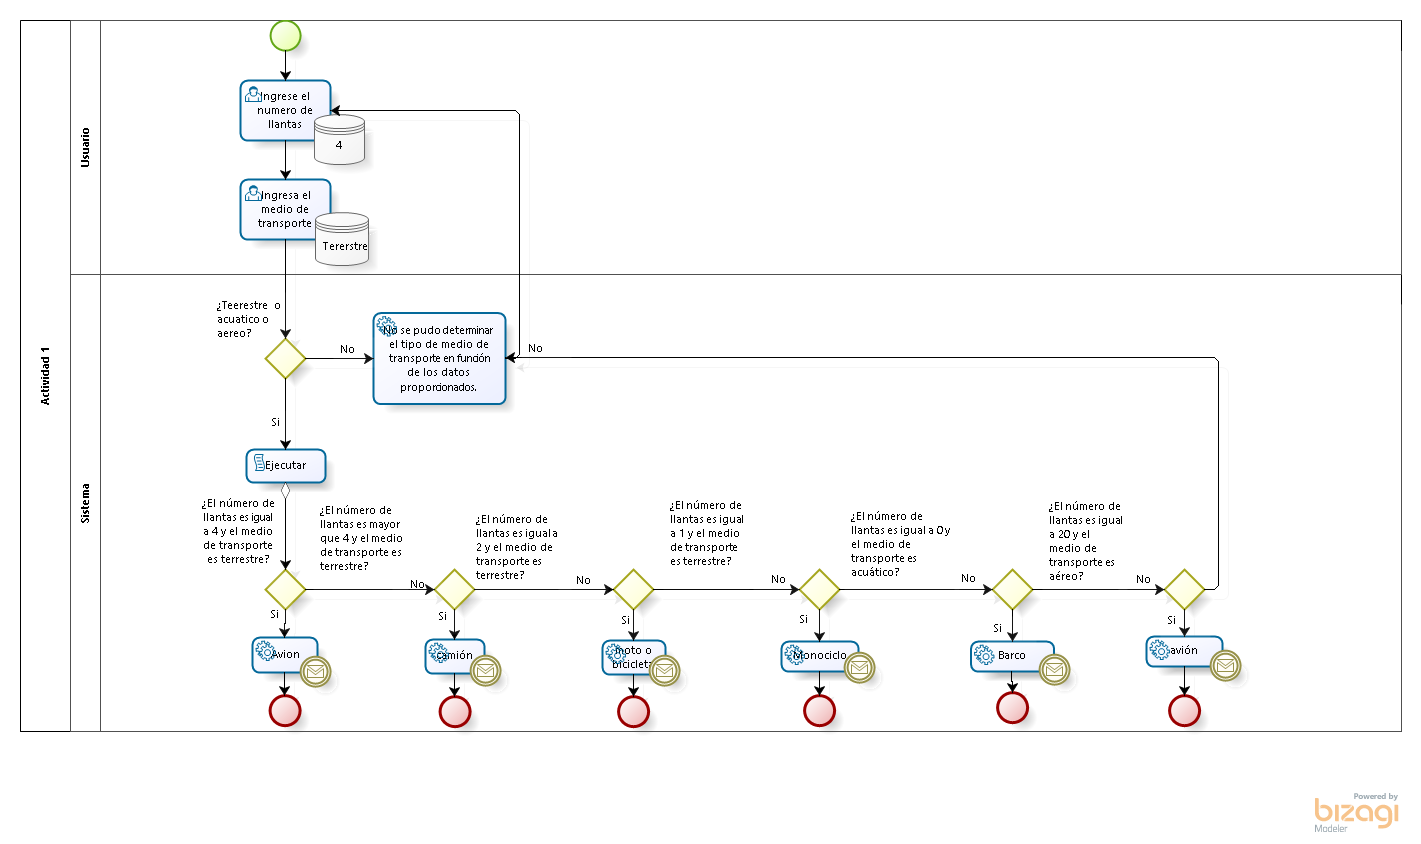 Actividad 1
Usuario
Ingrese el
numero de
llantas
4
Ingresa el
medio de
transporte
Tererstre
Sistema
¿Teerestre o
acuatico o
aereo?
No
No se pudo determinar
el tipo de medio de
transporte en función
de los datos
proporcionados.
No
Si
Ejecutar
¿El número de
llantas es igual
a 4 y el medio
de transporte
es terrestre?
¿El número de
llantas es mayor
que 4 y el medio
de transporte es
terrestre?
¿El número de
llantas es igual a
2 y el medio de
transporte es
terrestre?
¿El número de
llantas es igual
a 1 y el medio
de transporte
es terrestre?
¿El número de
llantas es igual a 0 y
el medio de
transporte es
acuático?
¿El número de
llantas es igual
a 20 y el
medio de
transporte es
aéreo?
No
No
No
No
No
Si
Si
Si
Si
Si
Si
Avion
camión
moto o
bicicleta
Monociclo
Barco
avión
Powered by
bizagi
Modeler